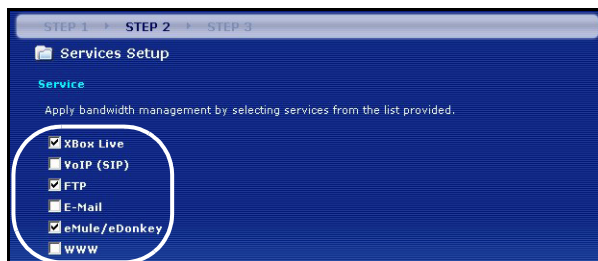 STEP 1 STEP 2 STEP 3
Services Setup
Service
Apply bandwidth management by selecting services from the list provided.
XBox Live
VoIP (SIP)
FTP
E-Mail
eMule/eDonkey
WWW